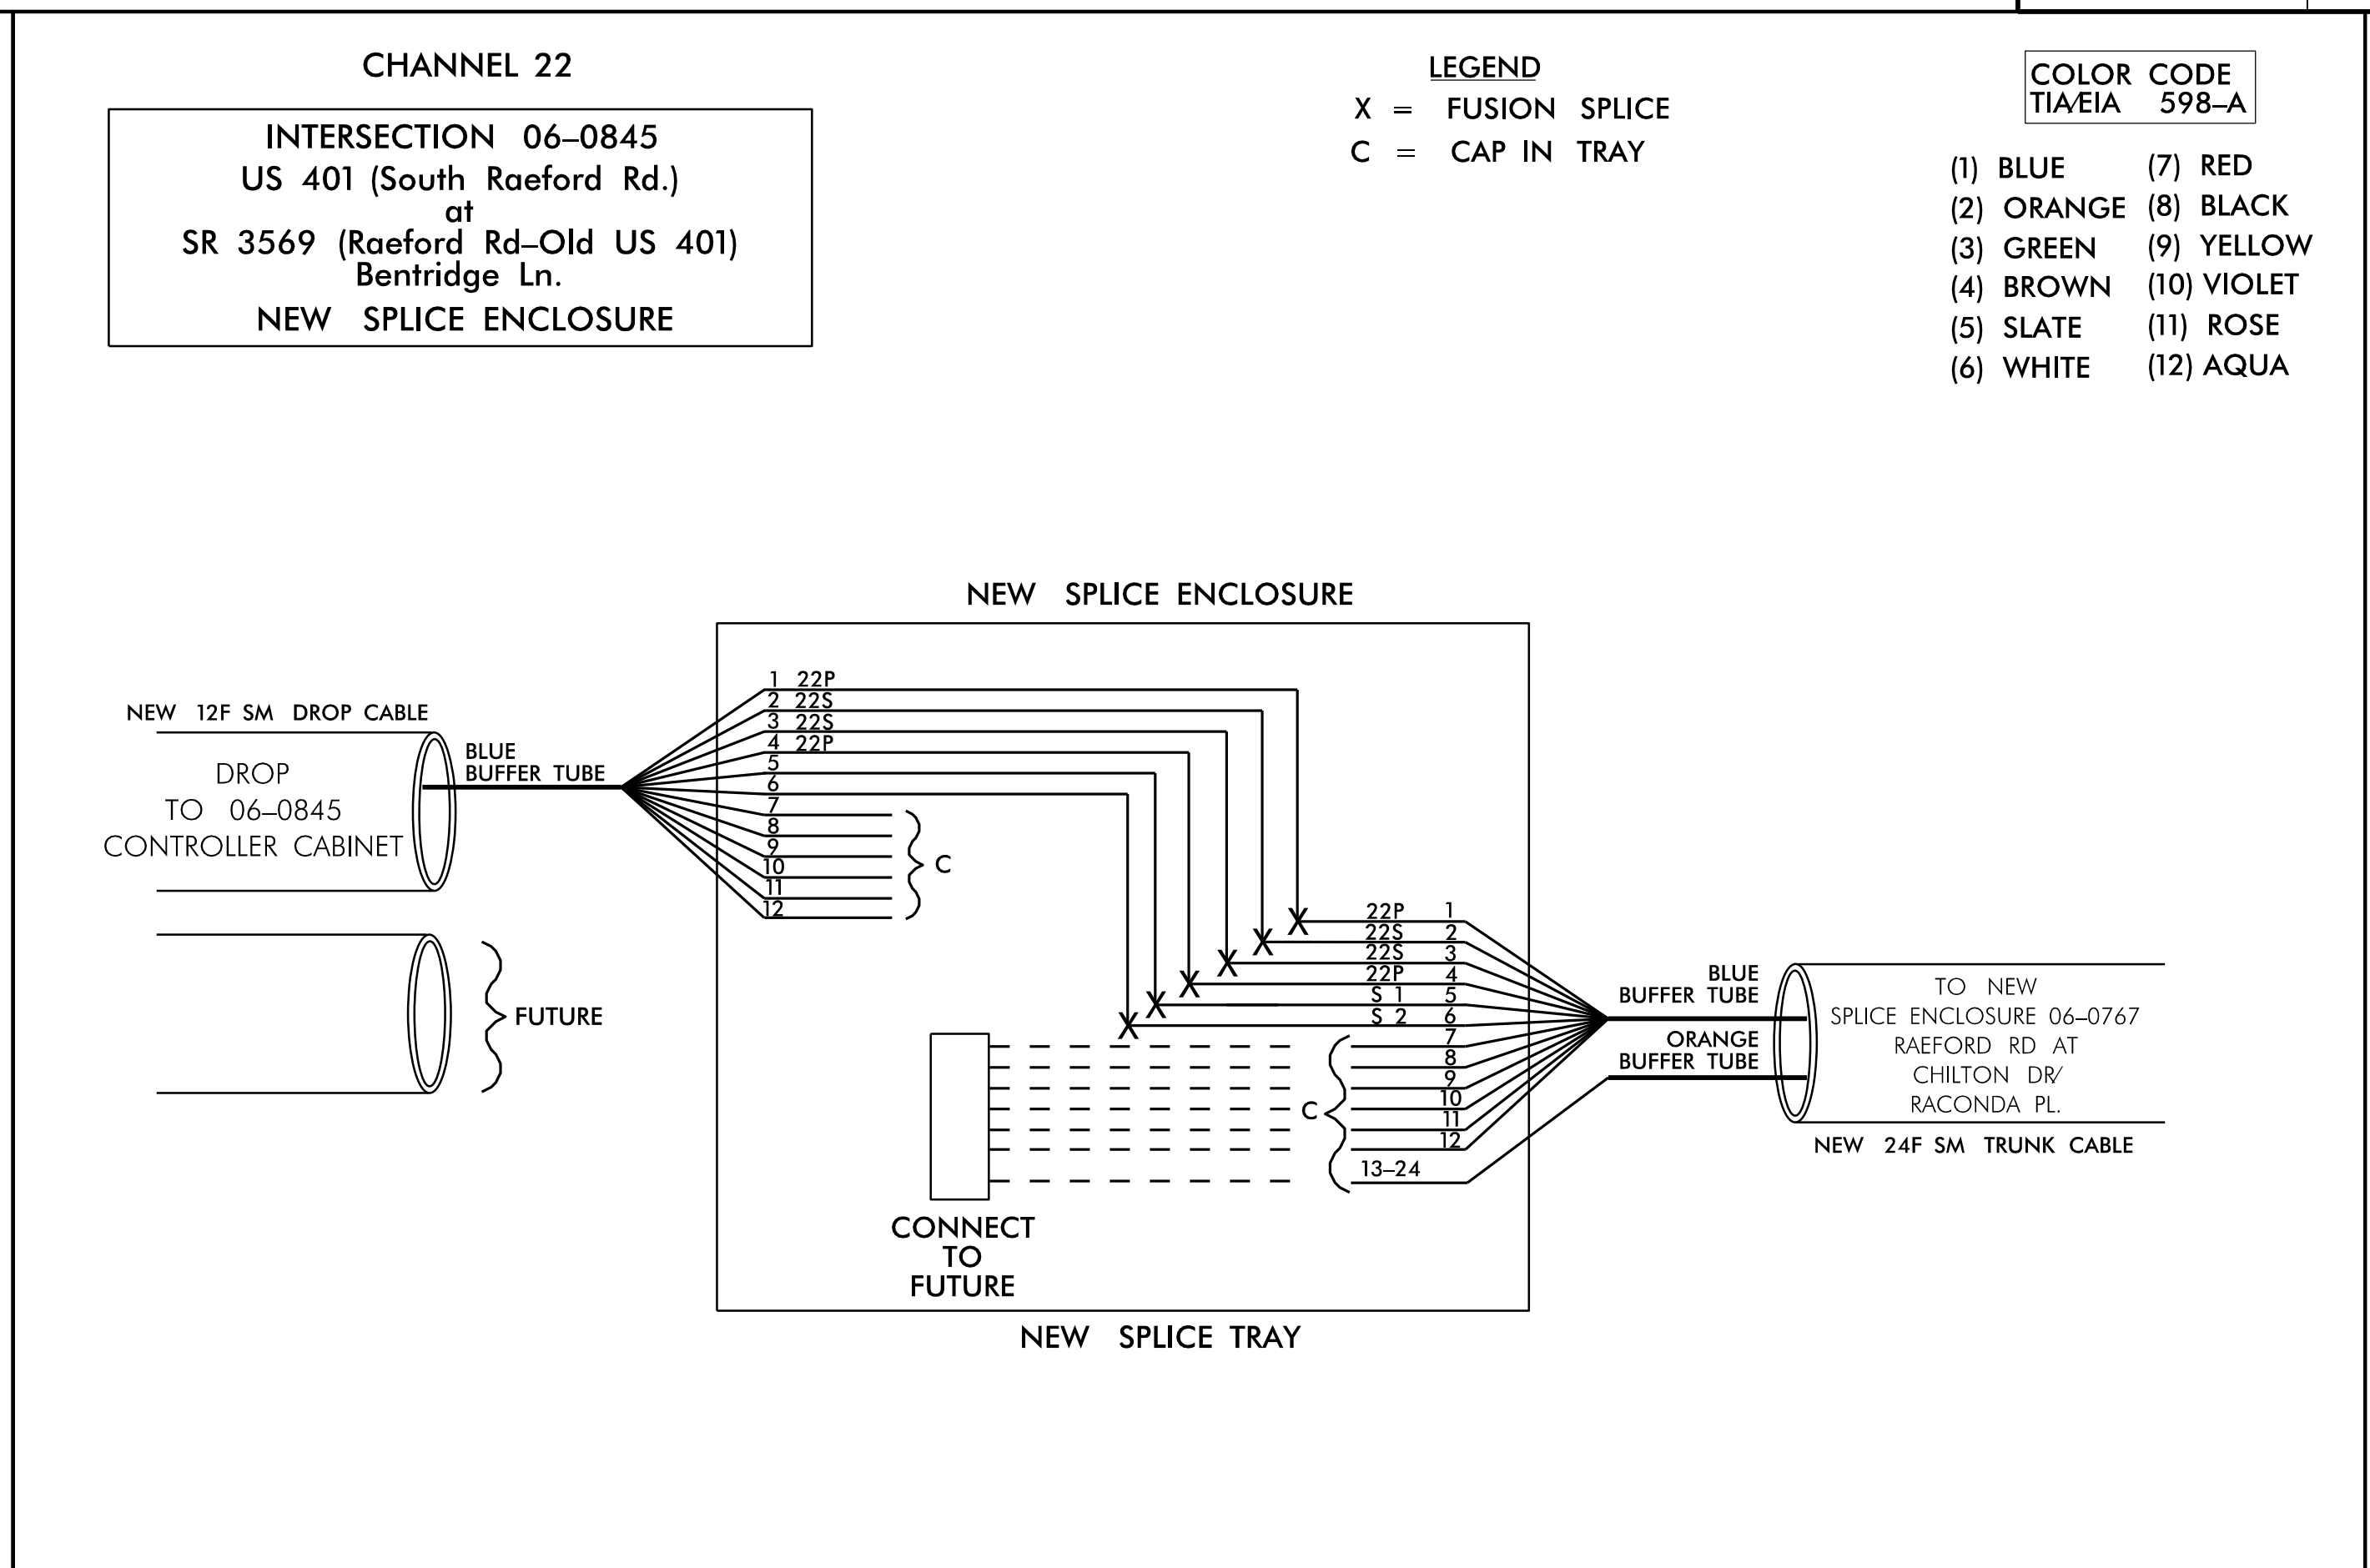 CHANNEL 22
INTERSECTION 06–0845
US 401 (South Raeford Rd.)
at
SR 3569 (Raeford Rd–Old US 401)
Bentridge Ln.
NEW SPLICE ENCLOSURE
LEGEND
X = FUSION SPLICE
C = CAP IN TRAY
COLOR CODE
TIA/EIA 598–A
(1) BLUE
(2) ORANGE
(3) GREEN
(4) BROWN
(5) SLATE
(6) WHITE
(7) RED
(8) BLACK
(9) YELLOW
(10) VIOLET
(11) ROSE
(12) AQUA
NEW SPLICE ENCLOSURE
NEW 12F SM DROP CABLE
DROP
TO 06–0845
CONTROLLER CABINET
BLUE
BUFFER TUBE
FUTURE
1 22P
2 22S
3 22S
4 22P
5
6
7
8
9
10
11
12
C
X
X
X
X
X
X
22P 1
22S 2
22S 3
22P 4
S 1 5
S 2 6
7
8
9
10
11
12
13–24
C
CONNECT
TO
FUTURE
NEW SPLICE TRAY
BLUE
BUFFER TUBE
ORANGE
BUFFER TUBE
TO NEW
SPLICE ENCLOSURE 06–0767
RAEFORD RD AT
CHILTON DR/
RACONDA PL.
NEW 24F SM TRUNK CABLE